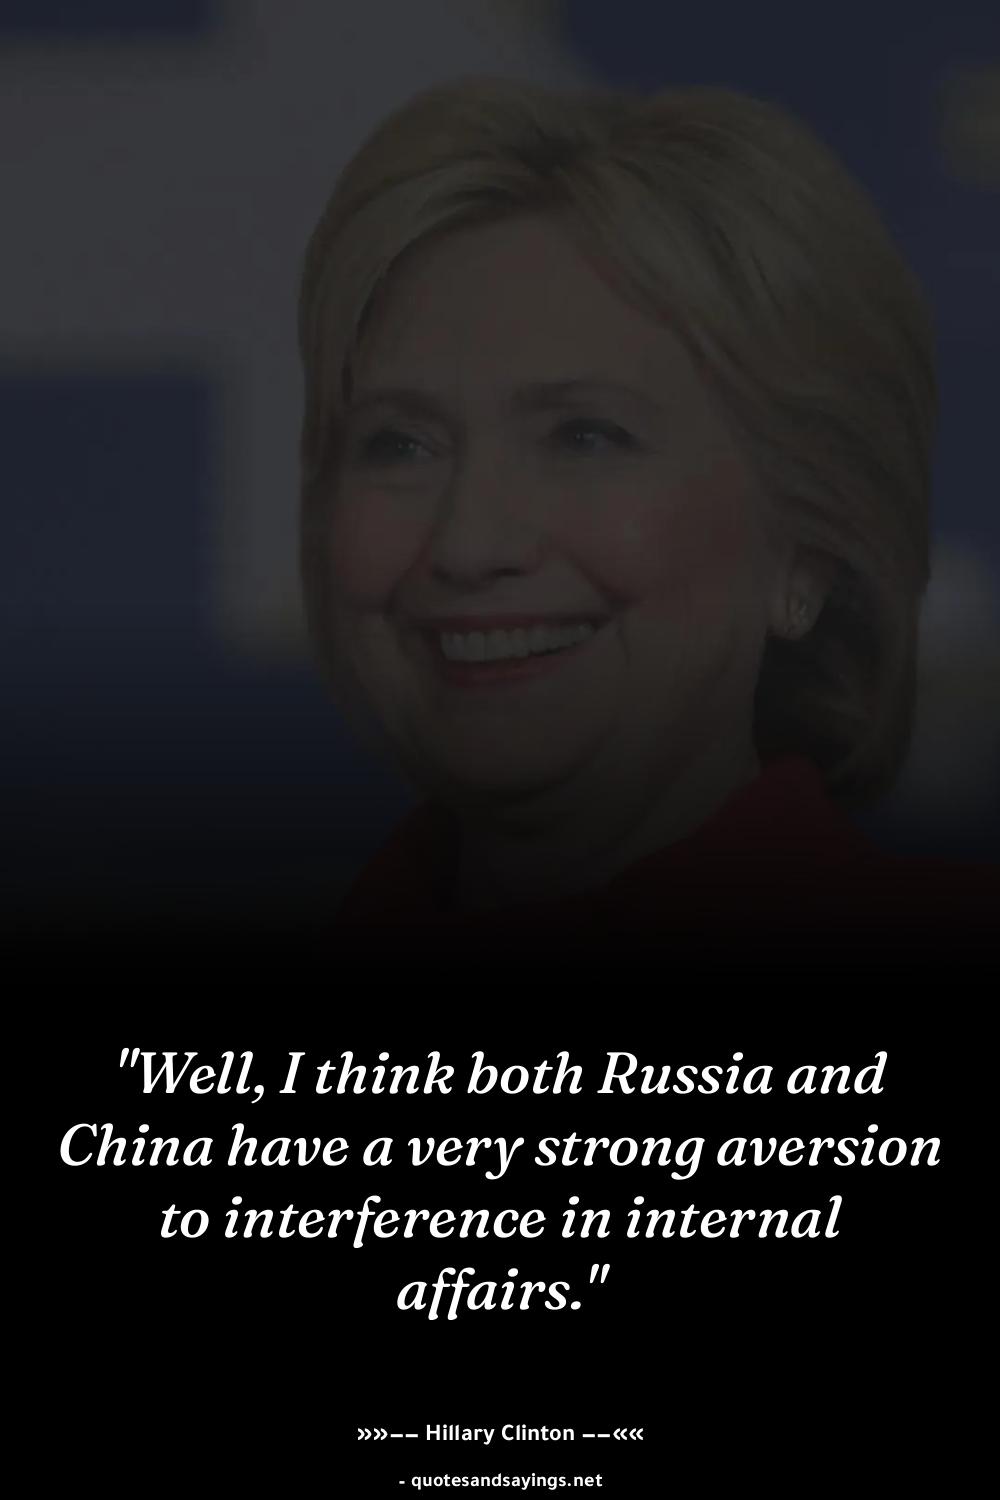 "Well, I think both Russia and
China have a very strong aversion
to interference in internal
affairs."
»»−− Hillary Clinton −−««
- quotesandsayings.net